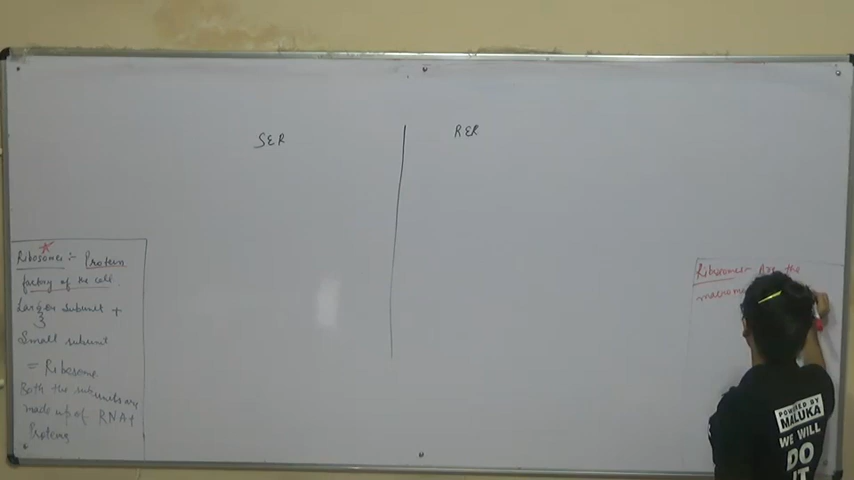 SER
RER
Ribosomes :- Protein
factory of the cell.
Larger subunit +
Small subunit
= Ribosome
Both the subunits are
made up of RNA +
Proteins
Ribosomes:- Are the
POWERED BY
MALUKA
WE WILL
DO
IT